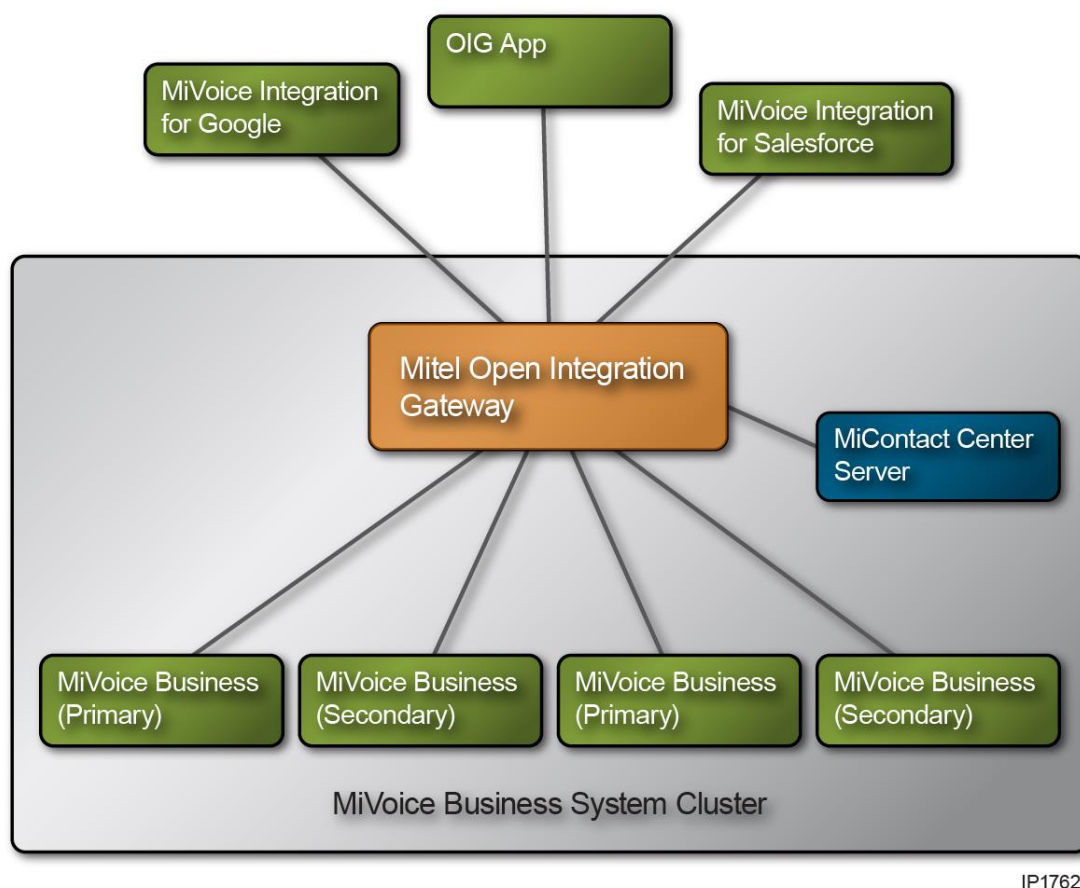 OIG App
MiVoice Integration
for Google
MiVoice Integration
for Salesforce
Mitel Open Integration
Gateway
MiContact Center
Server
MiVoice Business
(Primary)
MiVoice Business
(Secondary)
MiVoice Business
(Primary)
MiVoice Business
(Secondary)
MiVoice Business System Cluster
IP1762